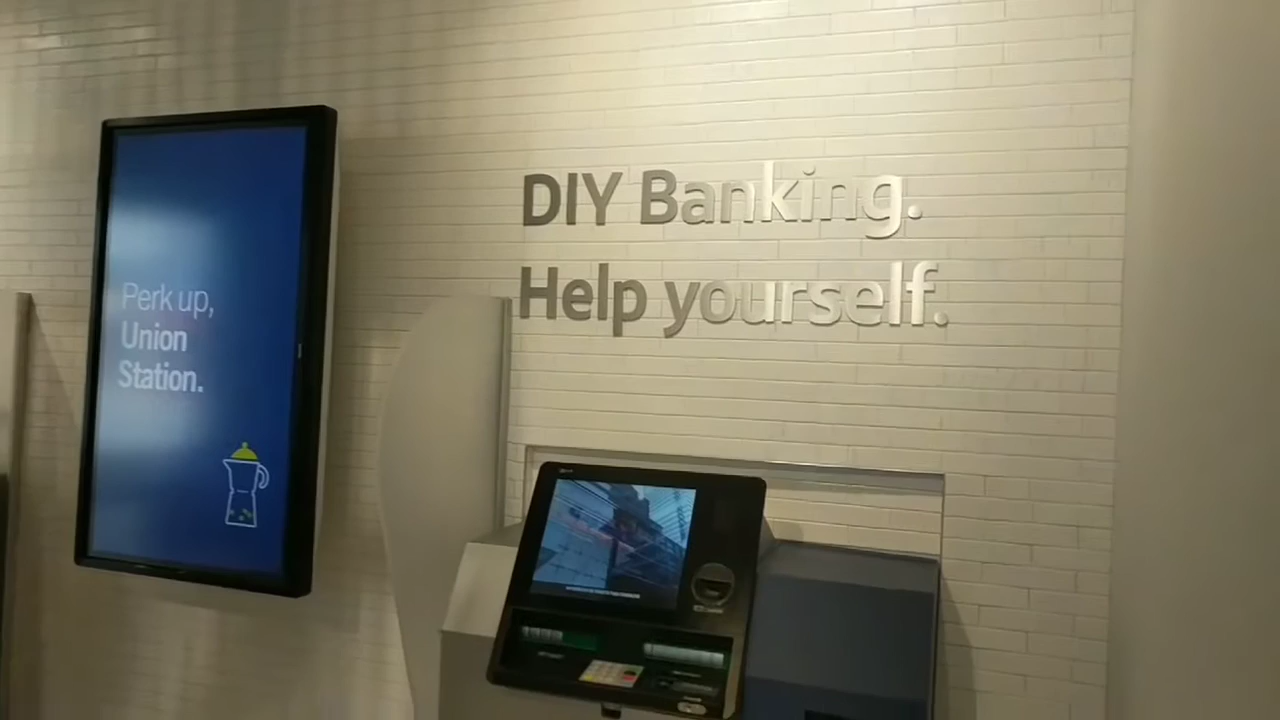 Perk up,
Union
Station.
DIY Banking.
Help yourself.